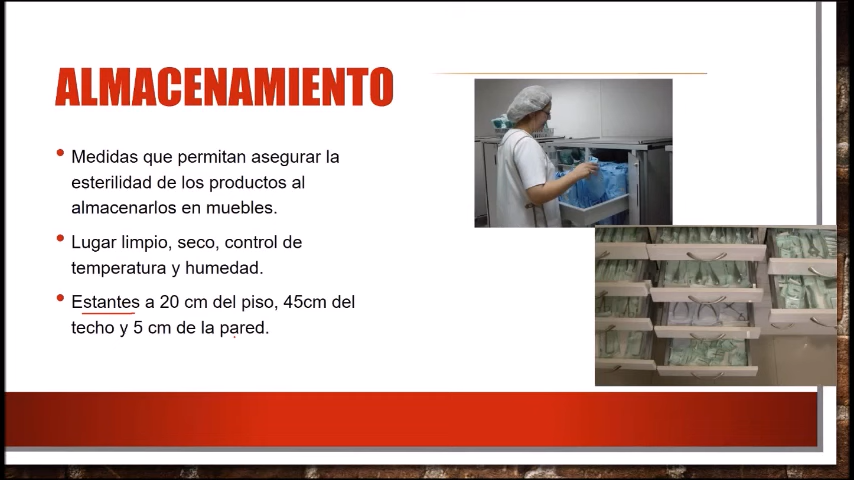 ALMACENAMIENTO
• Medidas que permitan asegurar la
esterilidad de los productos al
almacenarlos en muebles.
• Lugar limpio, seco, control de
temperatura y humedad.
• Estantes a 20 cm del piso, 45cm del
techo y 5 cm de la pared.